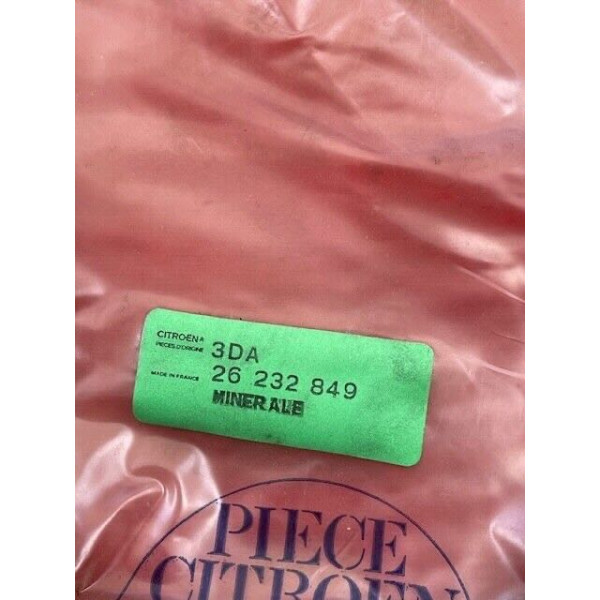 CITROËN
PIECES D'ORIGINE
3DA
MADE IN FRANCE
26 232 849
MINERALE
PIECE
CITROEN